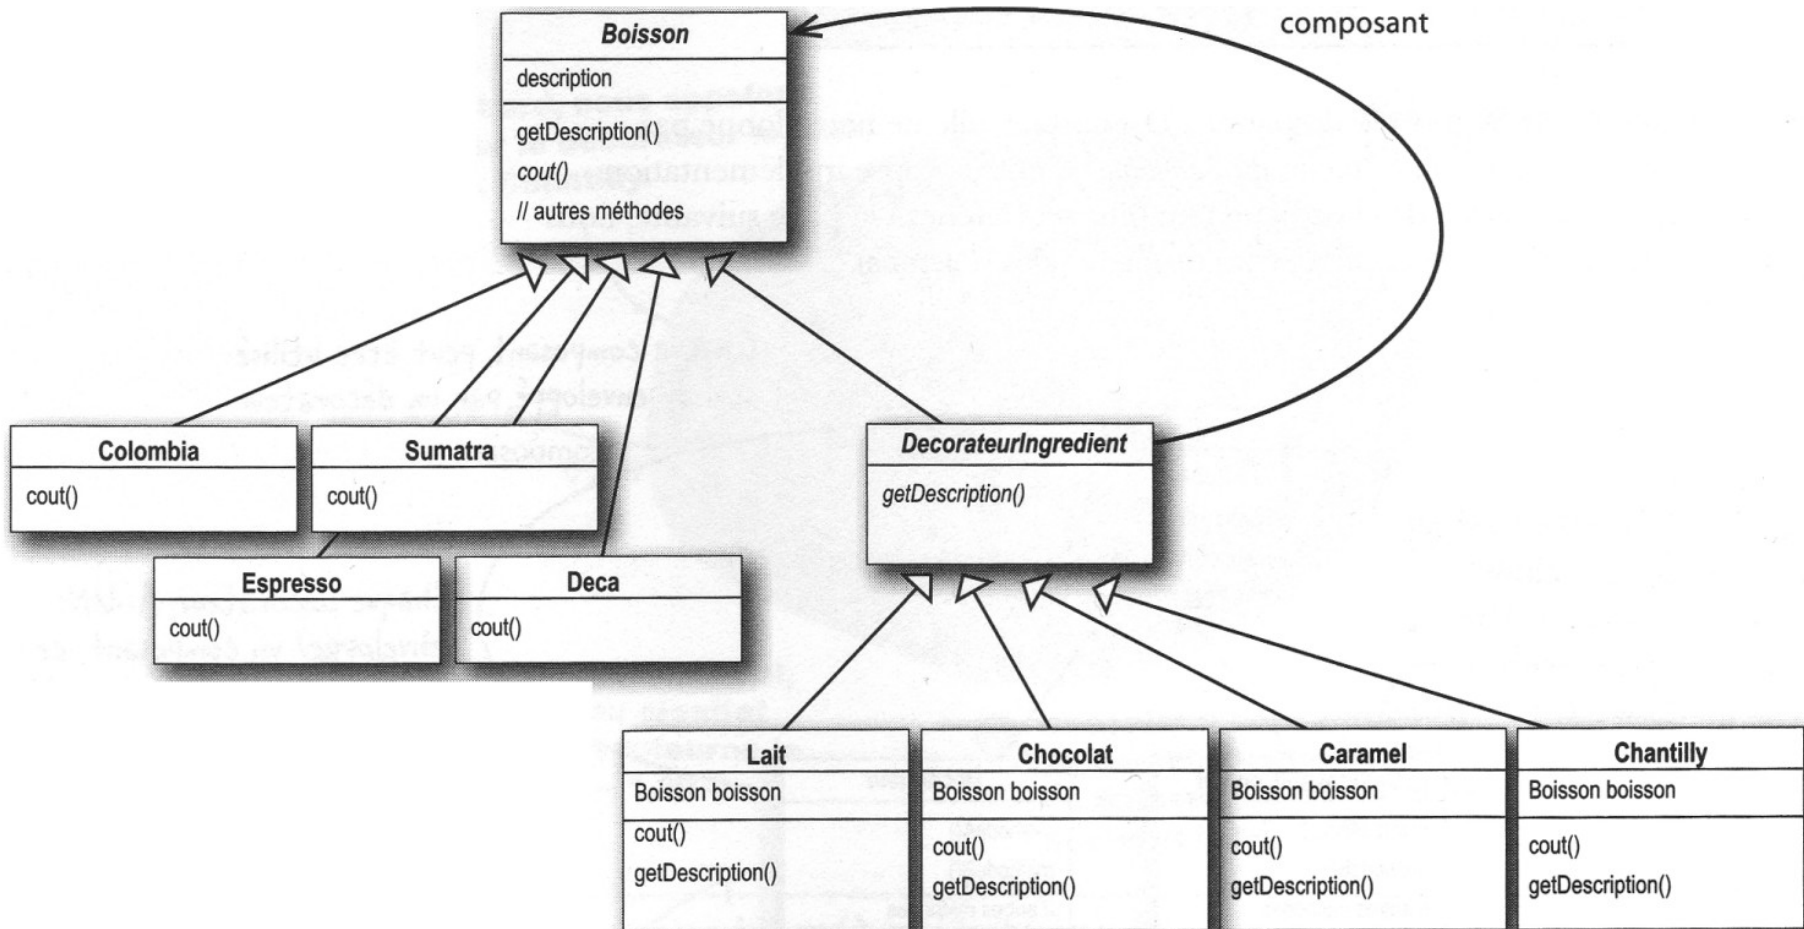 composant
Boisson
description
getDescription()
cout()
// autres méthodes
Colombia
cout()
Sumatra
cout()
Espresso
cout()
Deca
cout()
DecorateurIngredient
getDescription()
Lait
Boisson boisson
cout()
getDescription()
Chocolat
Boisson boisson
cout()
getDescription()
Caramel
Boisson boisson
cout()
getDescription()
Chantilly
Boisson boisson
cout()
getDescription()